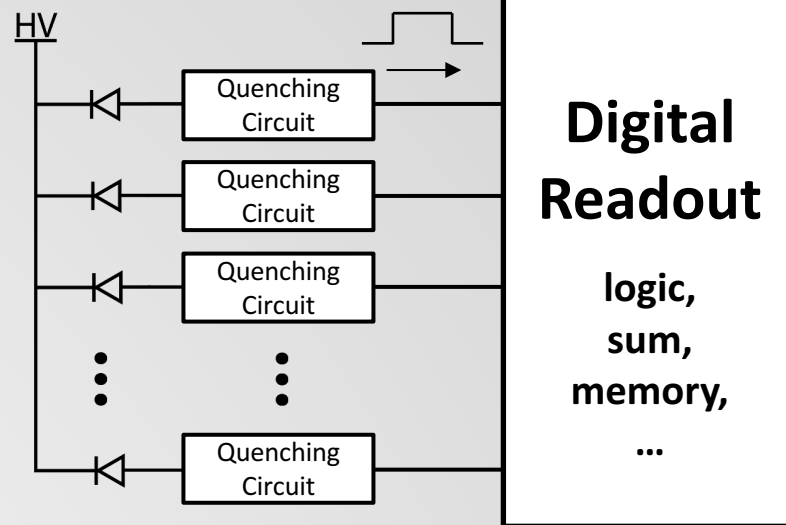 HV
Quenching
Circuit
Quenching
Circuit
Quenching
Circuit
Quenching
Circuit
Digital
Readout
logic,
sum,
memory,
...